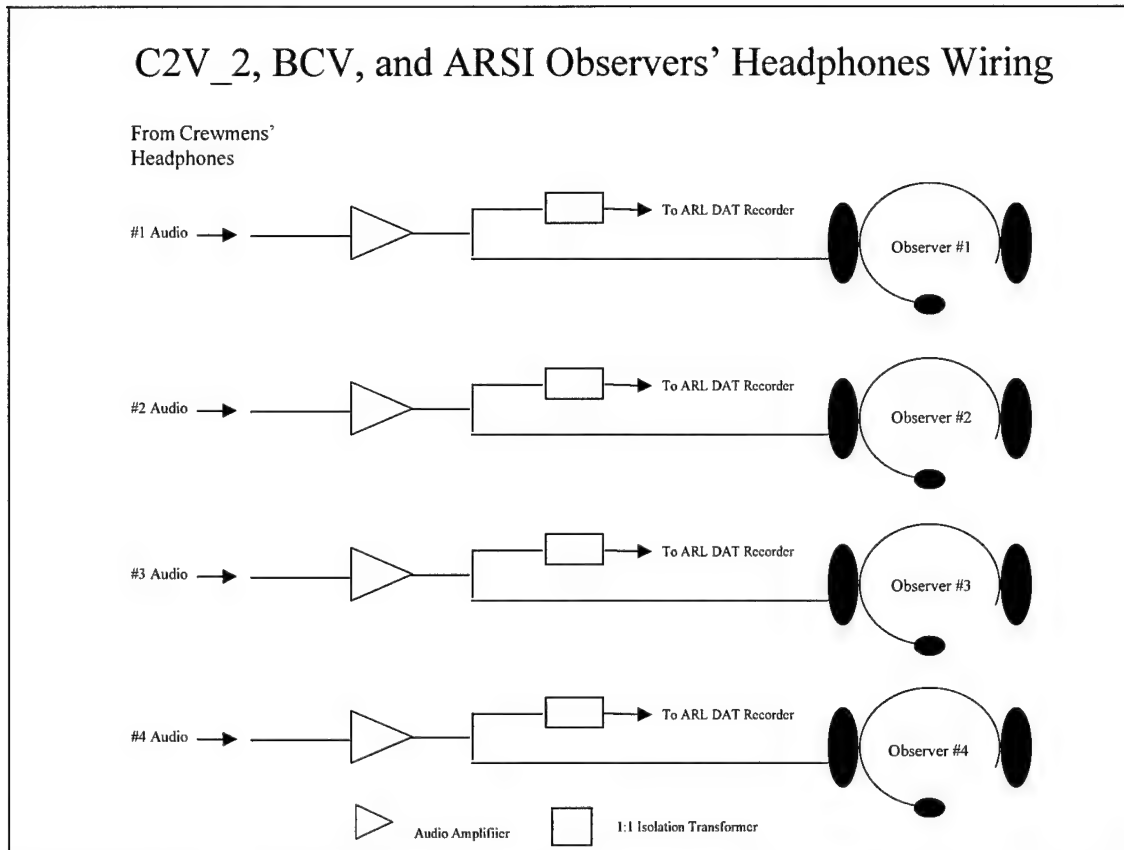 C2V_2, BCV, and ARSI Observers' Headphones Wiring
From Crewmens'
Headphones
#1 Audio
To ARL DAT Recorder
Observer #1
#2 Audio
To ARL DAT Recorder
Observer #2
#3 Audio
To ARL DAT Recorder
Observer #3
#4 Audio
To ARL DAT Recorder
Observer #4
Audio Amplifiier
1:1 Isolation Transformer